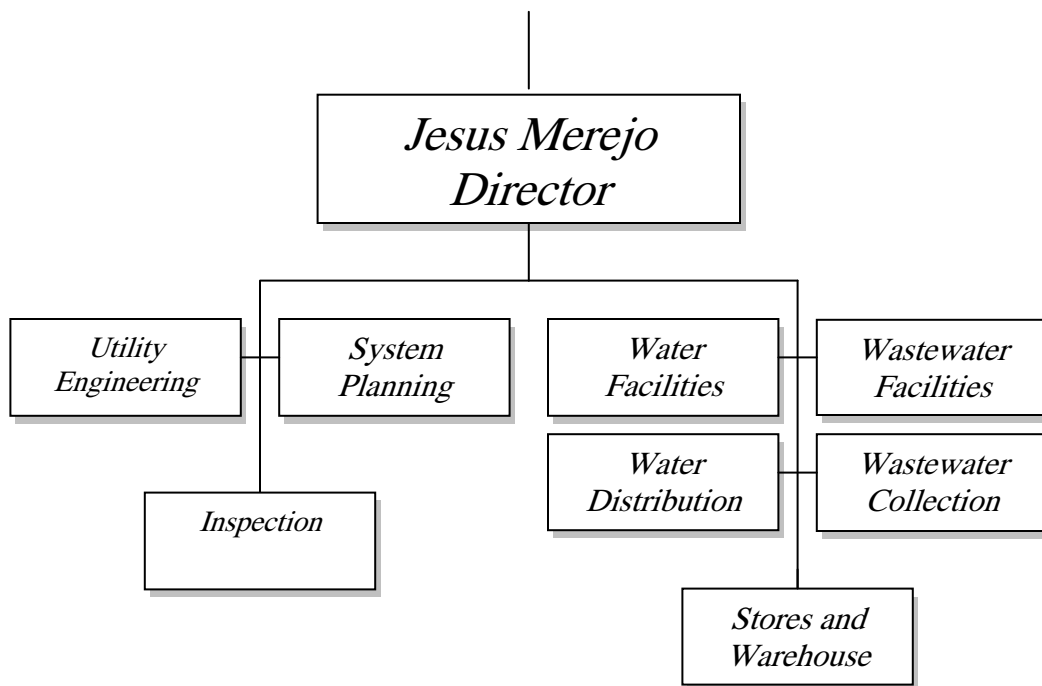 Jesus Merejo
Director
Utility
Engineering
System
Planning
Inspection
Water
Facilities
Wastewater
Facilities
Water
Distribution
Wastewater
Collection
Stores and
Warehouse